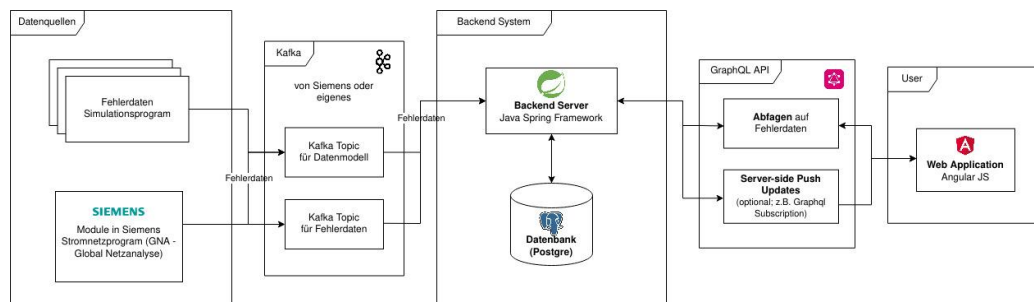 Datenquellen
Fehlerdaten
Simulationsprogram
SIEMENS
Module in Siemens
Stromnetzprogram (GNA -
Global Netzanalyse)
Fehlerdaten
Kafka
von Siemens oder
eigenes
Kafka Topic
für Datenmodell
Kafka Topic
für Fehlerdaten
Fehlerdaten
Backend System
Backend Server
Java Spring Framework
Datenbank
(Postgre)
GraphQL API
Abfagen auf
Fehlerdaten
Server-side Push
Updates
(optional; z.B. Graphql
Subscription)
User
Web Application
Angular JS